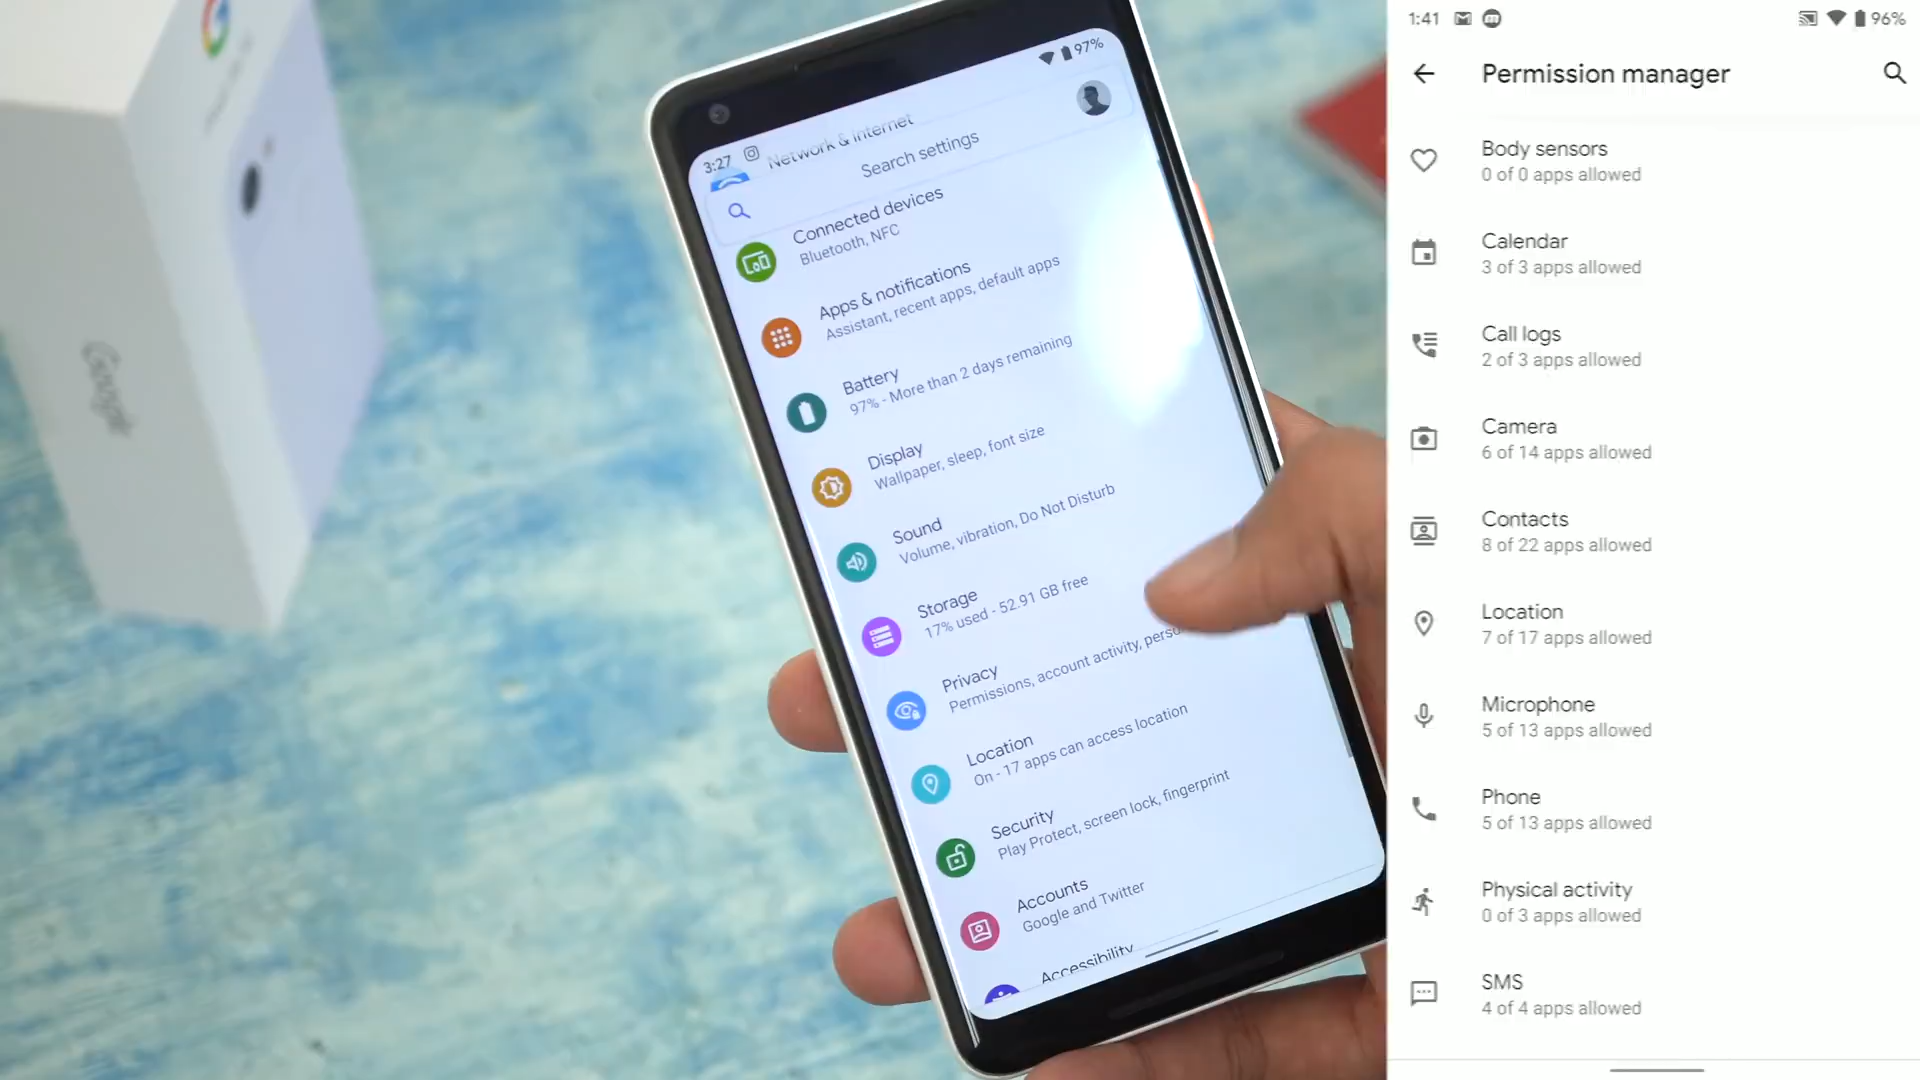 Google
3:27
97%
Network & Internet
Search settings
Connected devices
Bluetooth, NFC
Apps & notifications
Assistant, recent apps, default apps
Battery
97% - More than 2 days remaining
Display
Wallpaper, sleep, font size
Sound
Volume, vibration, Do Not Disturb
Storage
17% used - 52.91 GB free
Privacy
Permissions, account activity,
Location
On - 17 apps can access location
Security
Play Protect, screen lock, fingerprint
Accounts
Google and Twitter
Accessibility
1:41
96%
Permission manager
Body sensors
0 of 0 apps allowed
Calendar
3 of 3 apps allowed
Call logs
2 of 3 apps allowed
Camera
6 of 14 apps allowed
Contacts
8 of 22 apps allowed
Location
7 of 17 apps allowed
Microphone
5 of 13 apps allowed
Phone
5 of 13 apps allowed
Physical activity
0 of 3 apps allowed
SMS
4 of 4 apps allowed